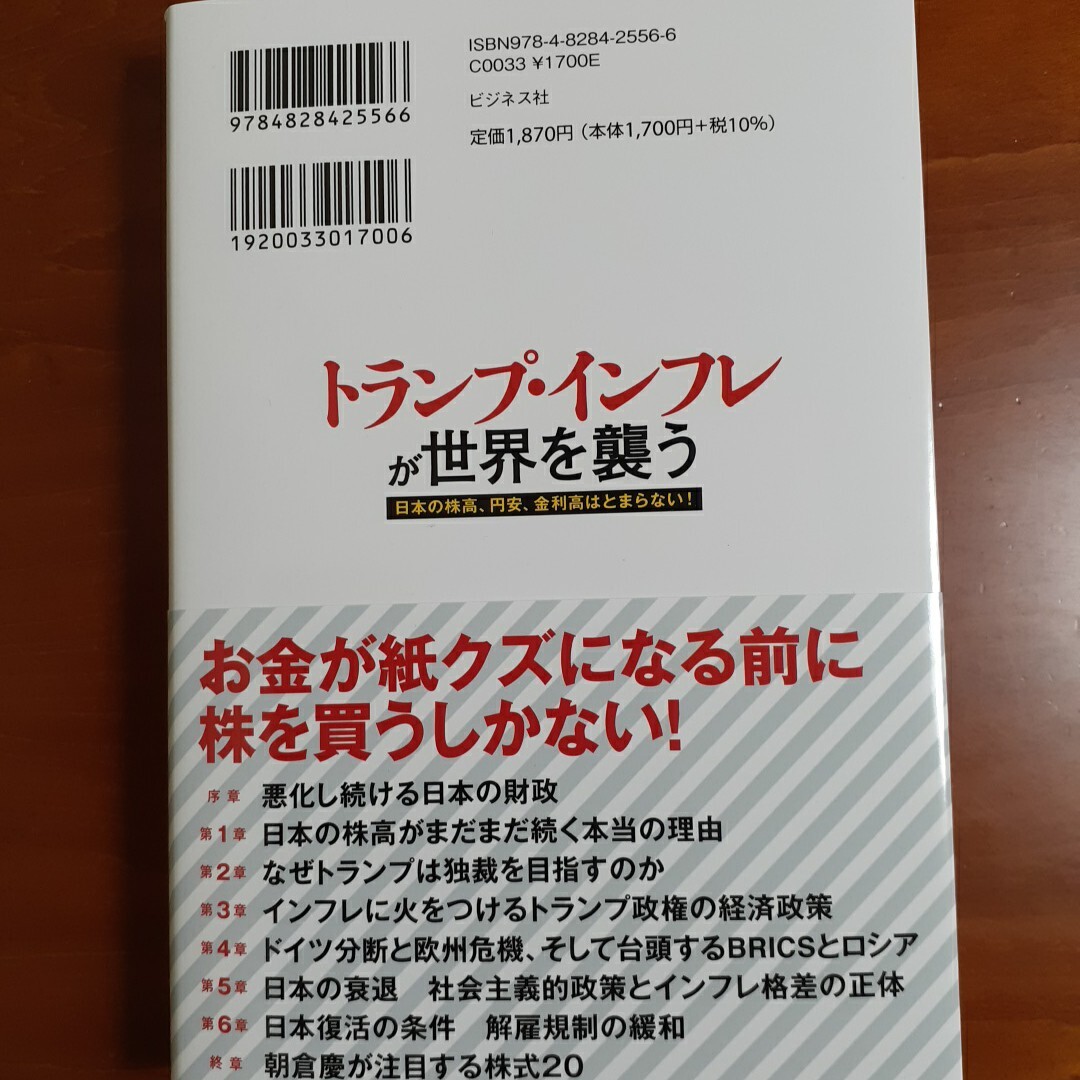 ISBN978-4-8284-2556-6
C0033 ¥1700E
ビジネス社
定価1,870円（本体1,700円＋税10%）
9784828425566
1920033017006
トランプ・インフレ
が世界を襲う
日本の株高、円安、金利高はとまらない！
お金が紙クズになる前に
株を買うしかない！
序章 悪化し続ける日本の財政
第1章 日本の株高がまだまだ続く本当の理由
第2章 なぜトランプは独裁を目指すのか
第3章 インフレに火をつけるトランプ政権の経済政策
第4章 ドイツ分断と欧州危機、そして台頭するBRICSとロシア
第5章 日本の衰退　社会主義的政策とインフレ格差の正体
第6章 日本復活の条件　解雇規制の緩和
終章 朝倉慶が注目する株式20